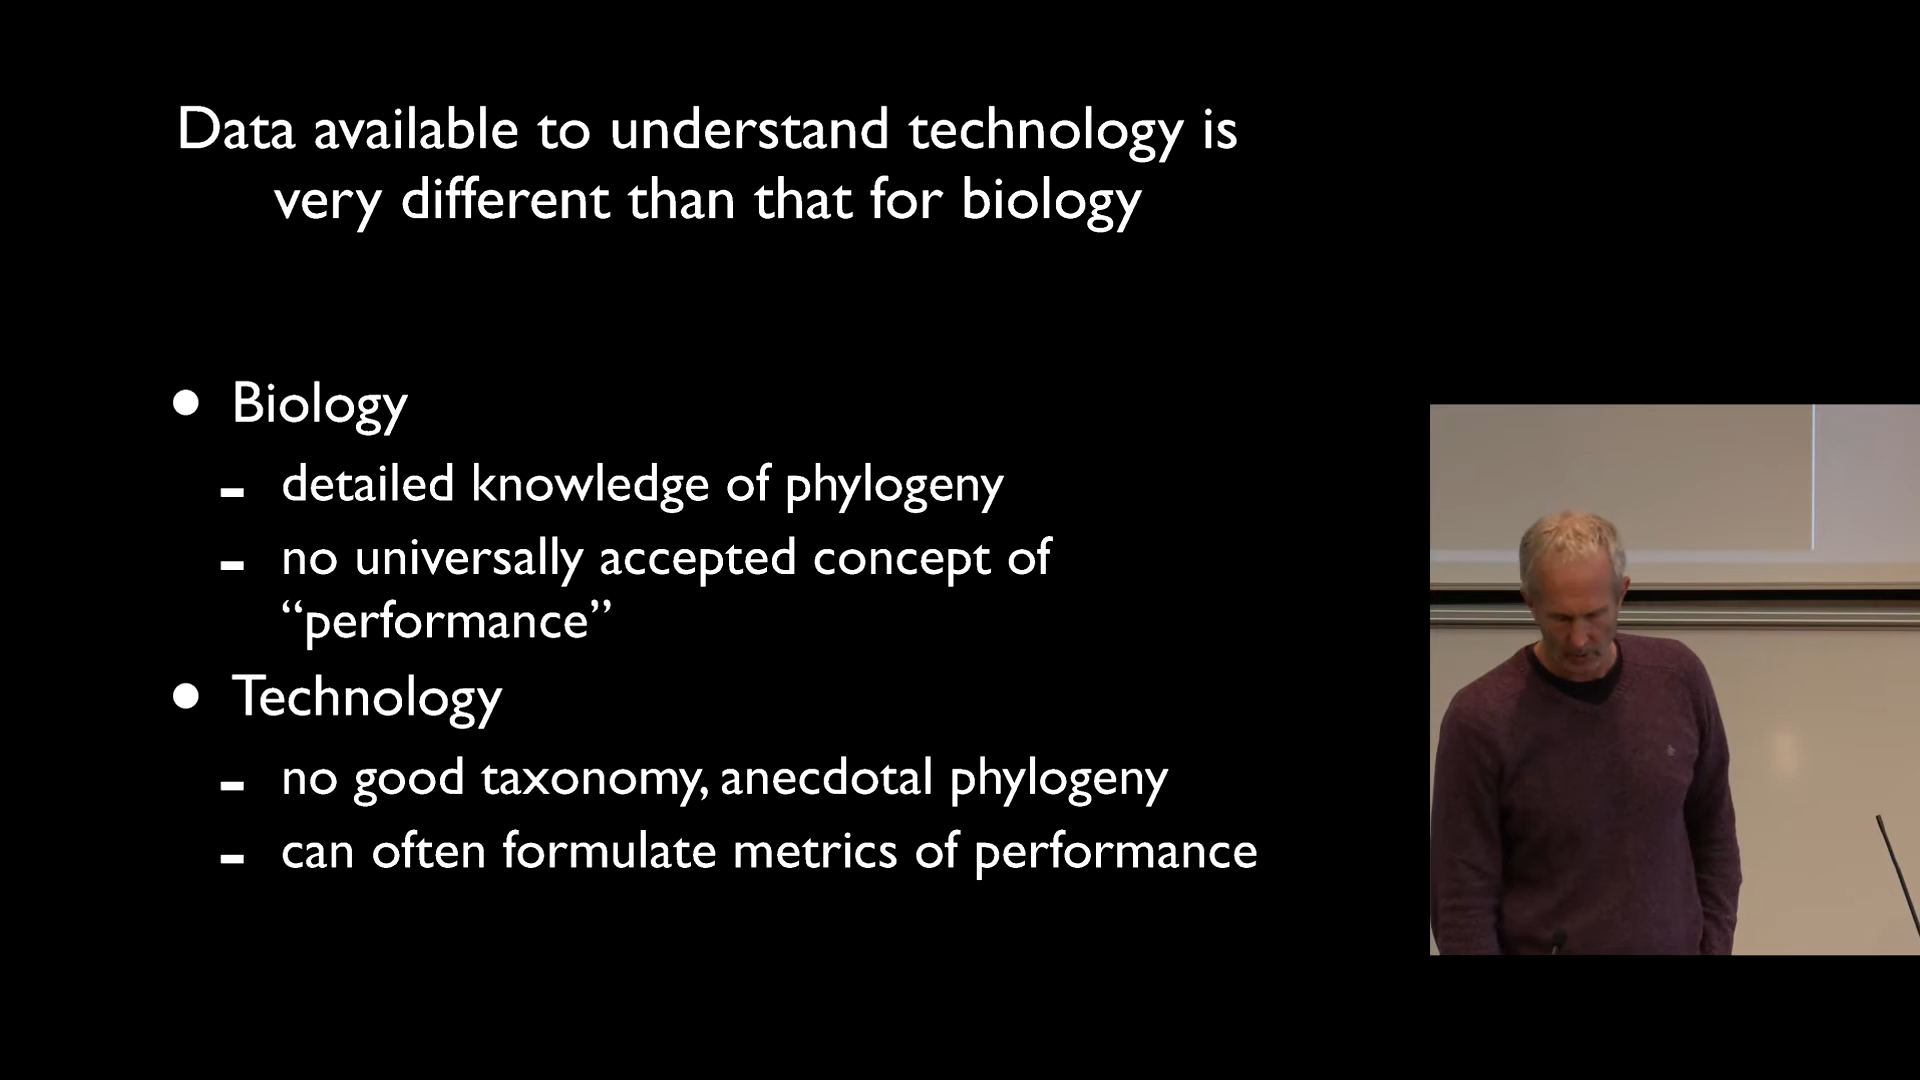 Data available to understand technology is
very different than that for biology
• Biology
- detailed knowledge of phylogeny
- no universally accepted concept of
“performance”
• Technology
- no good taxonomy, anecdotal phylogeny
- can often formulate metrics of performance